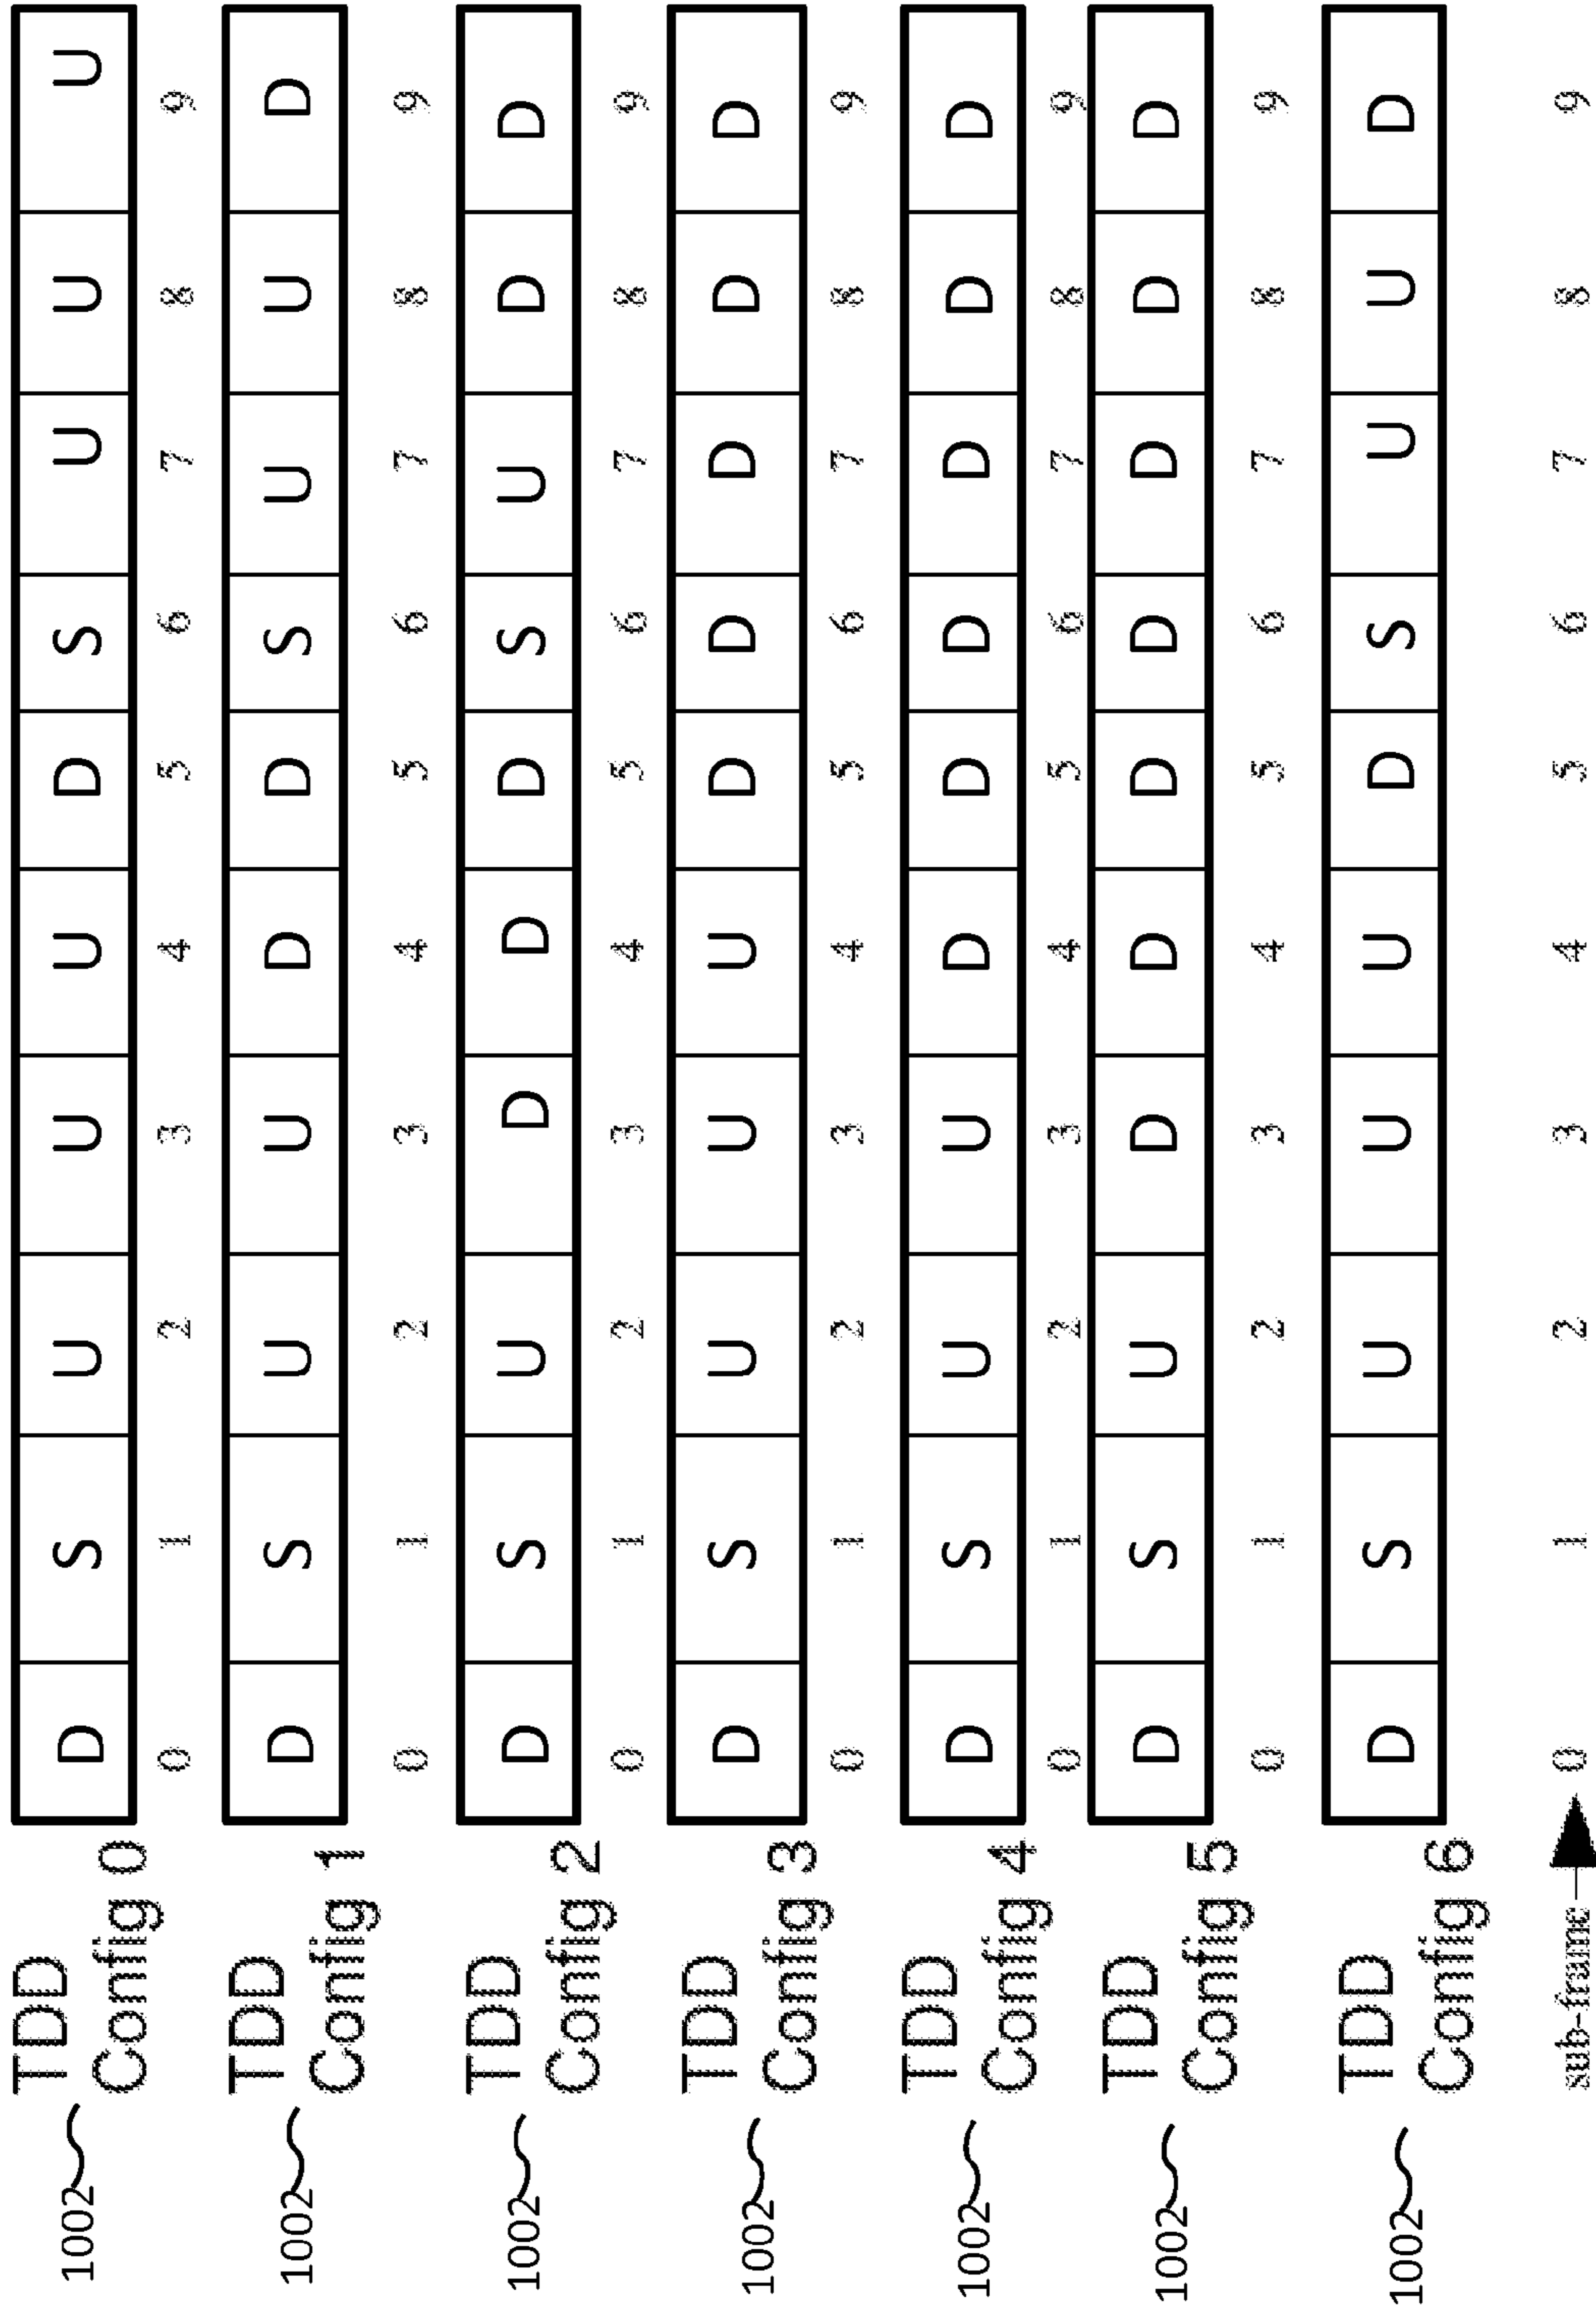 1002 TDD Config 0 D S U U U D S U U U
0 1 2 3 4 5 6 7 8 9
1002 TDD Config 1 D S U U D D S U U D
0 1 2 3 4 5 6 7 8 9
1002 TDD Config 2 D S U D D D S U D D
0 1 2 3 4 5 6 7 8 9
1002 TDD Config 3 D S U U U D D D D D
0 1 2 3 4 5 6 7 8 9
1002 TDD Config 4 D S U U D D D D D D
0 1 2 3 4 5 6 7 8 9
1002 TDD Config 5 D S U D D D D D D D
0 1 2 3 4 5 6 7 8 9
1002 TDD Config 6 D S U U U D S U U D
sub-frame 0 1 2 3 4 5 6 7 8 9